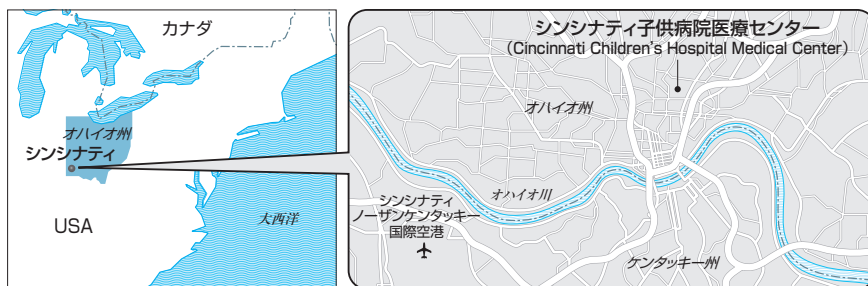 カナダ
オハイオ州
シンシナティ
USA
大西洋
シンシナティ子供病院医療センター
(Cincinnati Children's Hospital Medical Center)
オハイオ州
オハイオ川
シンシナティ
ノーザンケンタッキー
国際空港
ケンタッキー州